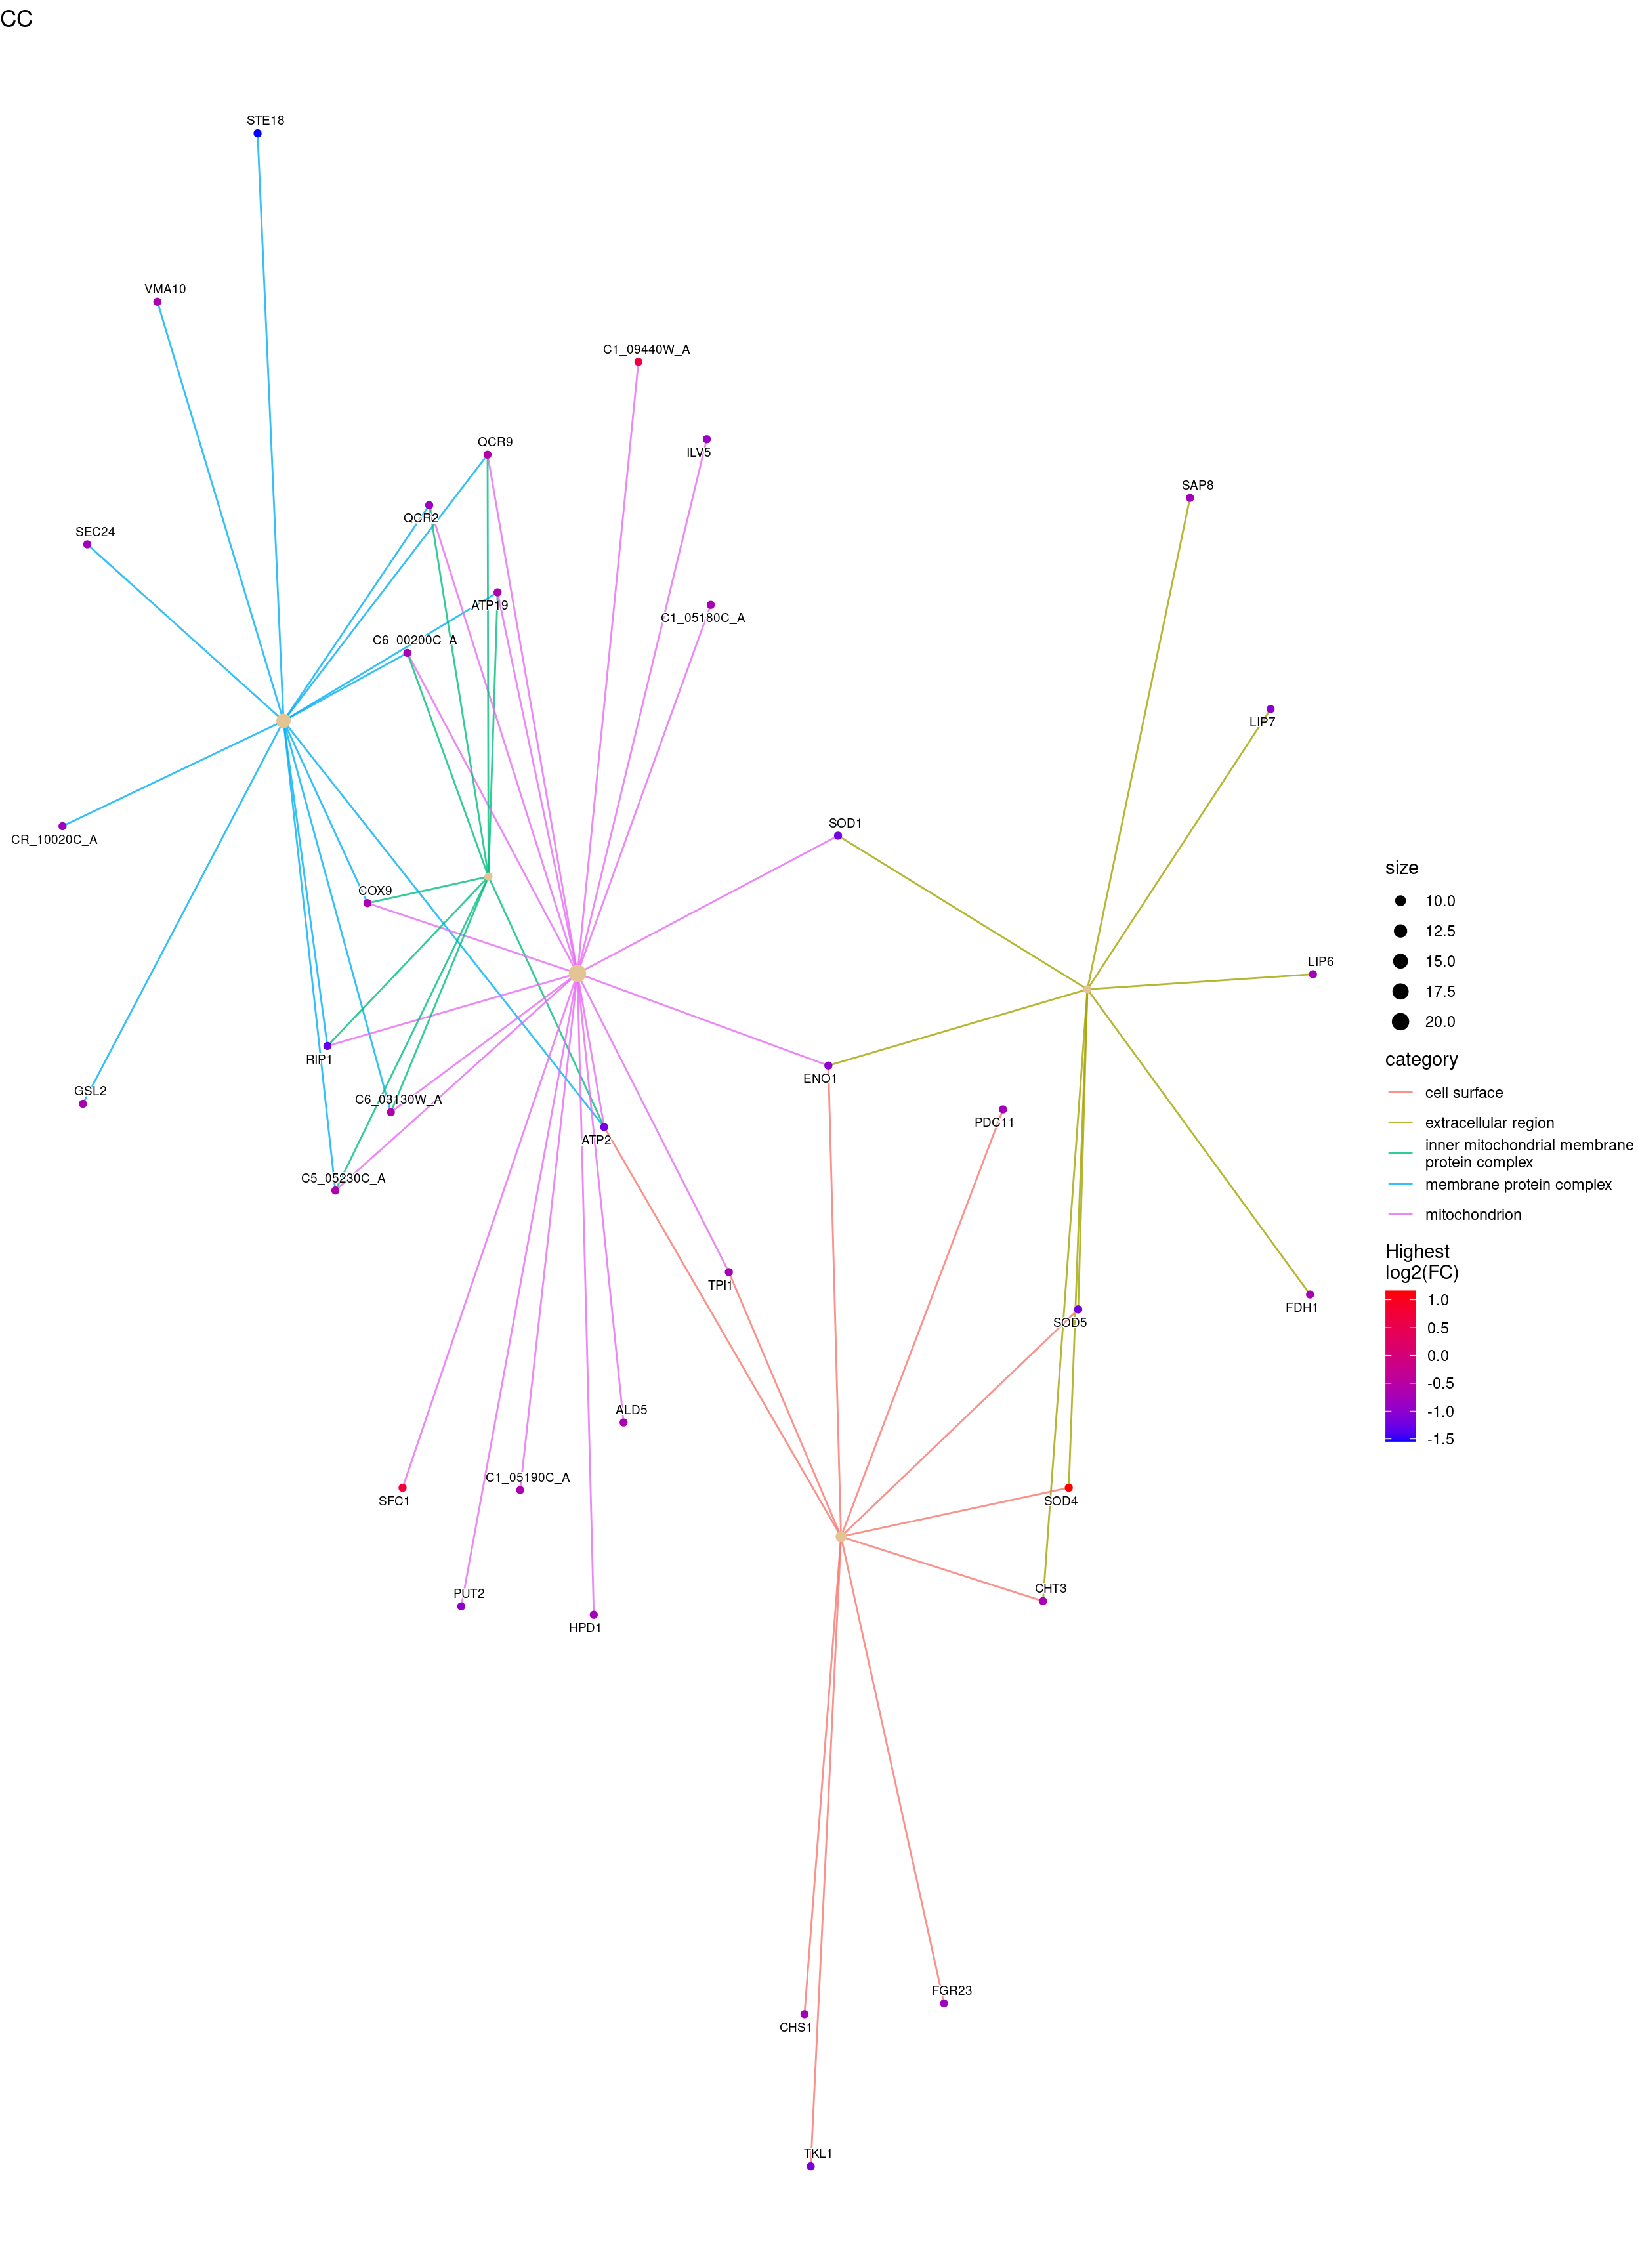 CC
STE18
VMA10
C1_09440W_A
QCR9
ILV5
SAP8
QCR2
SEC24
ATP19
C1_05180C_A
C6_00200C_A
LIP7
SOD1
CR_10020C_A
COX9
LIP6
RIP1
ENO1
GSL2
C6_03130W_A
PDC11
ATP2
C5_05230C_A
TPI1
FDH1
SOD5
ALD5
C1_05190C_A
SFC1
SOD4
CHT3
PUT2
HPD1
FGR23
CHS1
TKL1
size
10.0
12.5
15.0
17.5
20.0
category
cell surface
extracellular region
inner mitochondrial membrane
protein complex
membrane protein complex
mitochondrion
Highest
log2(FC)
1.0
0.5
0.0
-0.5
-1.0
-1.5